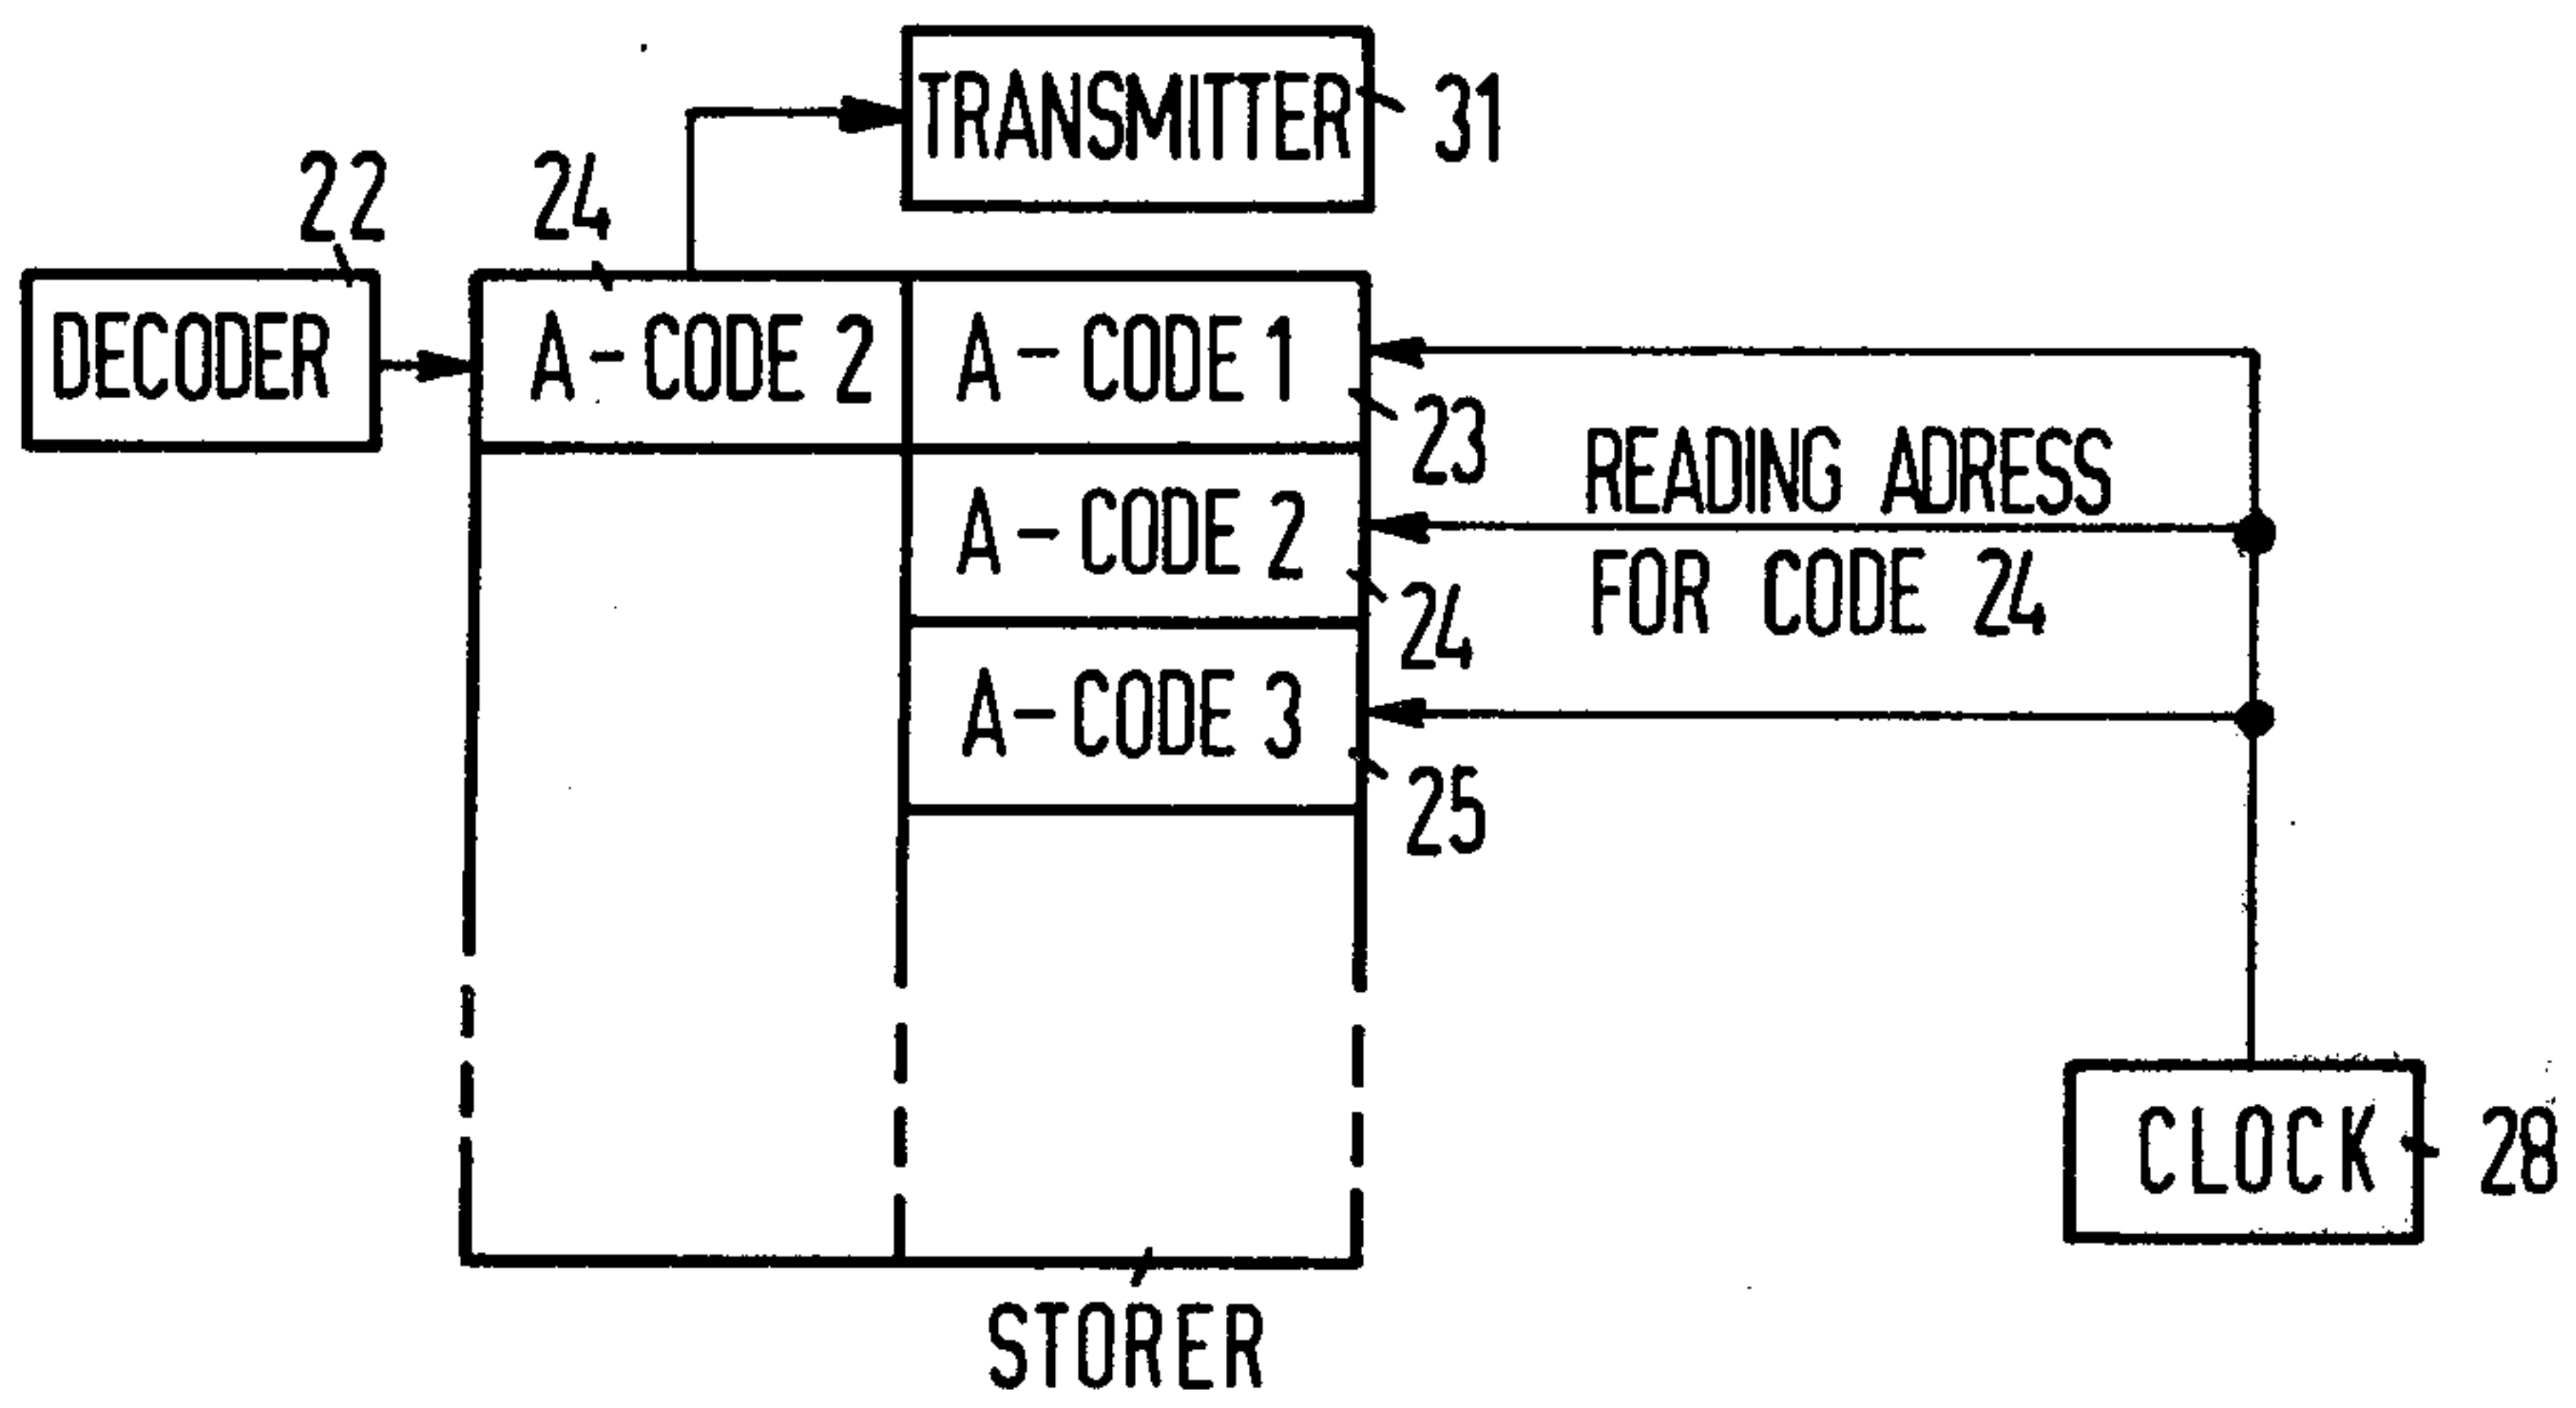 TRANSMITTER
31
22
24
DECODER
A-CODE 2
A-CODE 1
23
READING ADRESS
A-CODE 2
FOR CODE 24
24
A-CODE 3
25
CLOCK
28
STORER